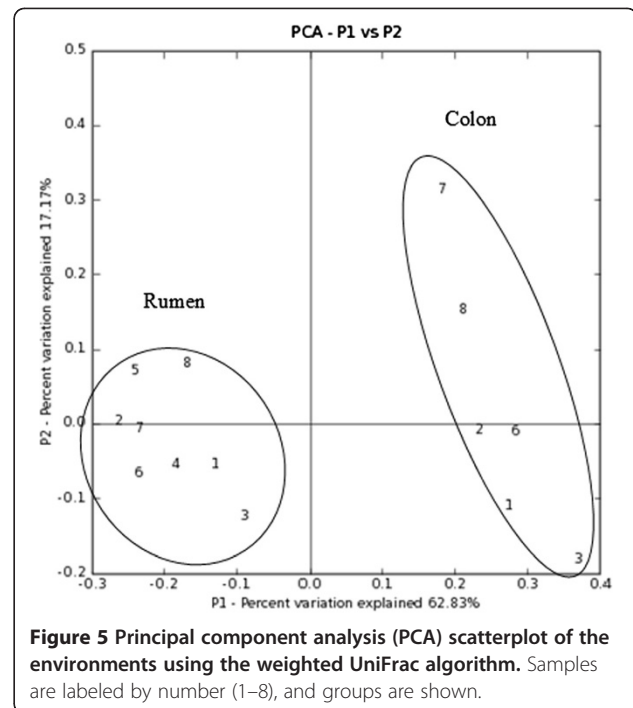 PCA - P1 vs P2
0.5
0.4
0.3
0.2
0.1
0.0
-0.1
-0.2
P2 - Percent variation explained 17.17%
Colon
7
8
2 6
1
3
Rumen
5 8
2 7
6 4 1
3
-0.3 -0.2 -0.1 0.0 0.1 0.2 0.3 0.4
P1 - Percent variation explained 62.83%
Figure 5 Principal component analysis (PCA) scatterplot of the
environments using the weighted UniFrac algorithm. Samples
are labeled by number (1–8), and groups are shown.